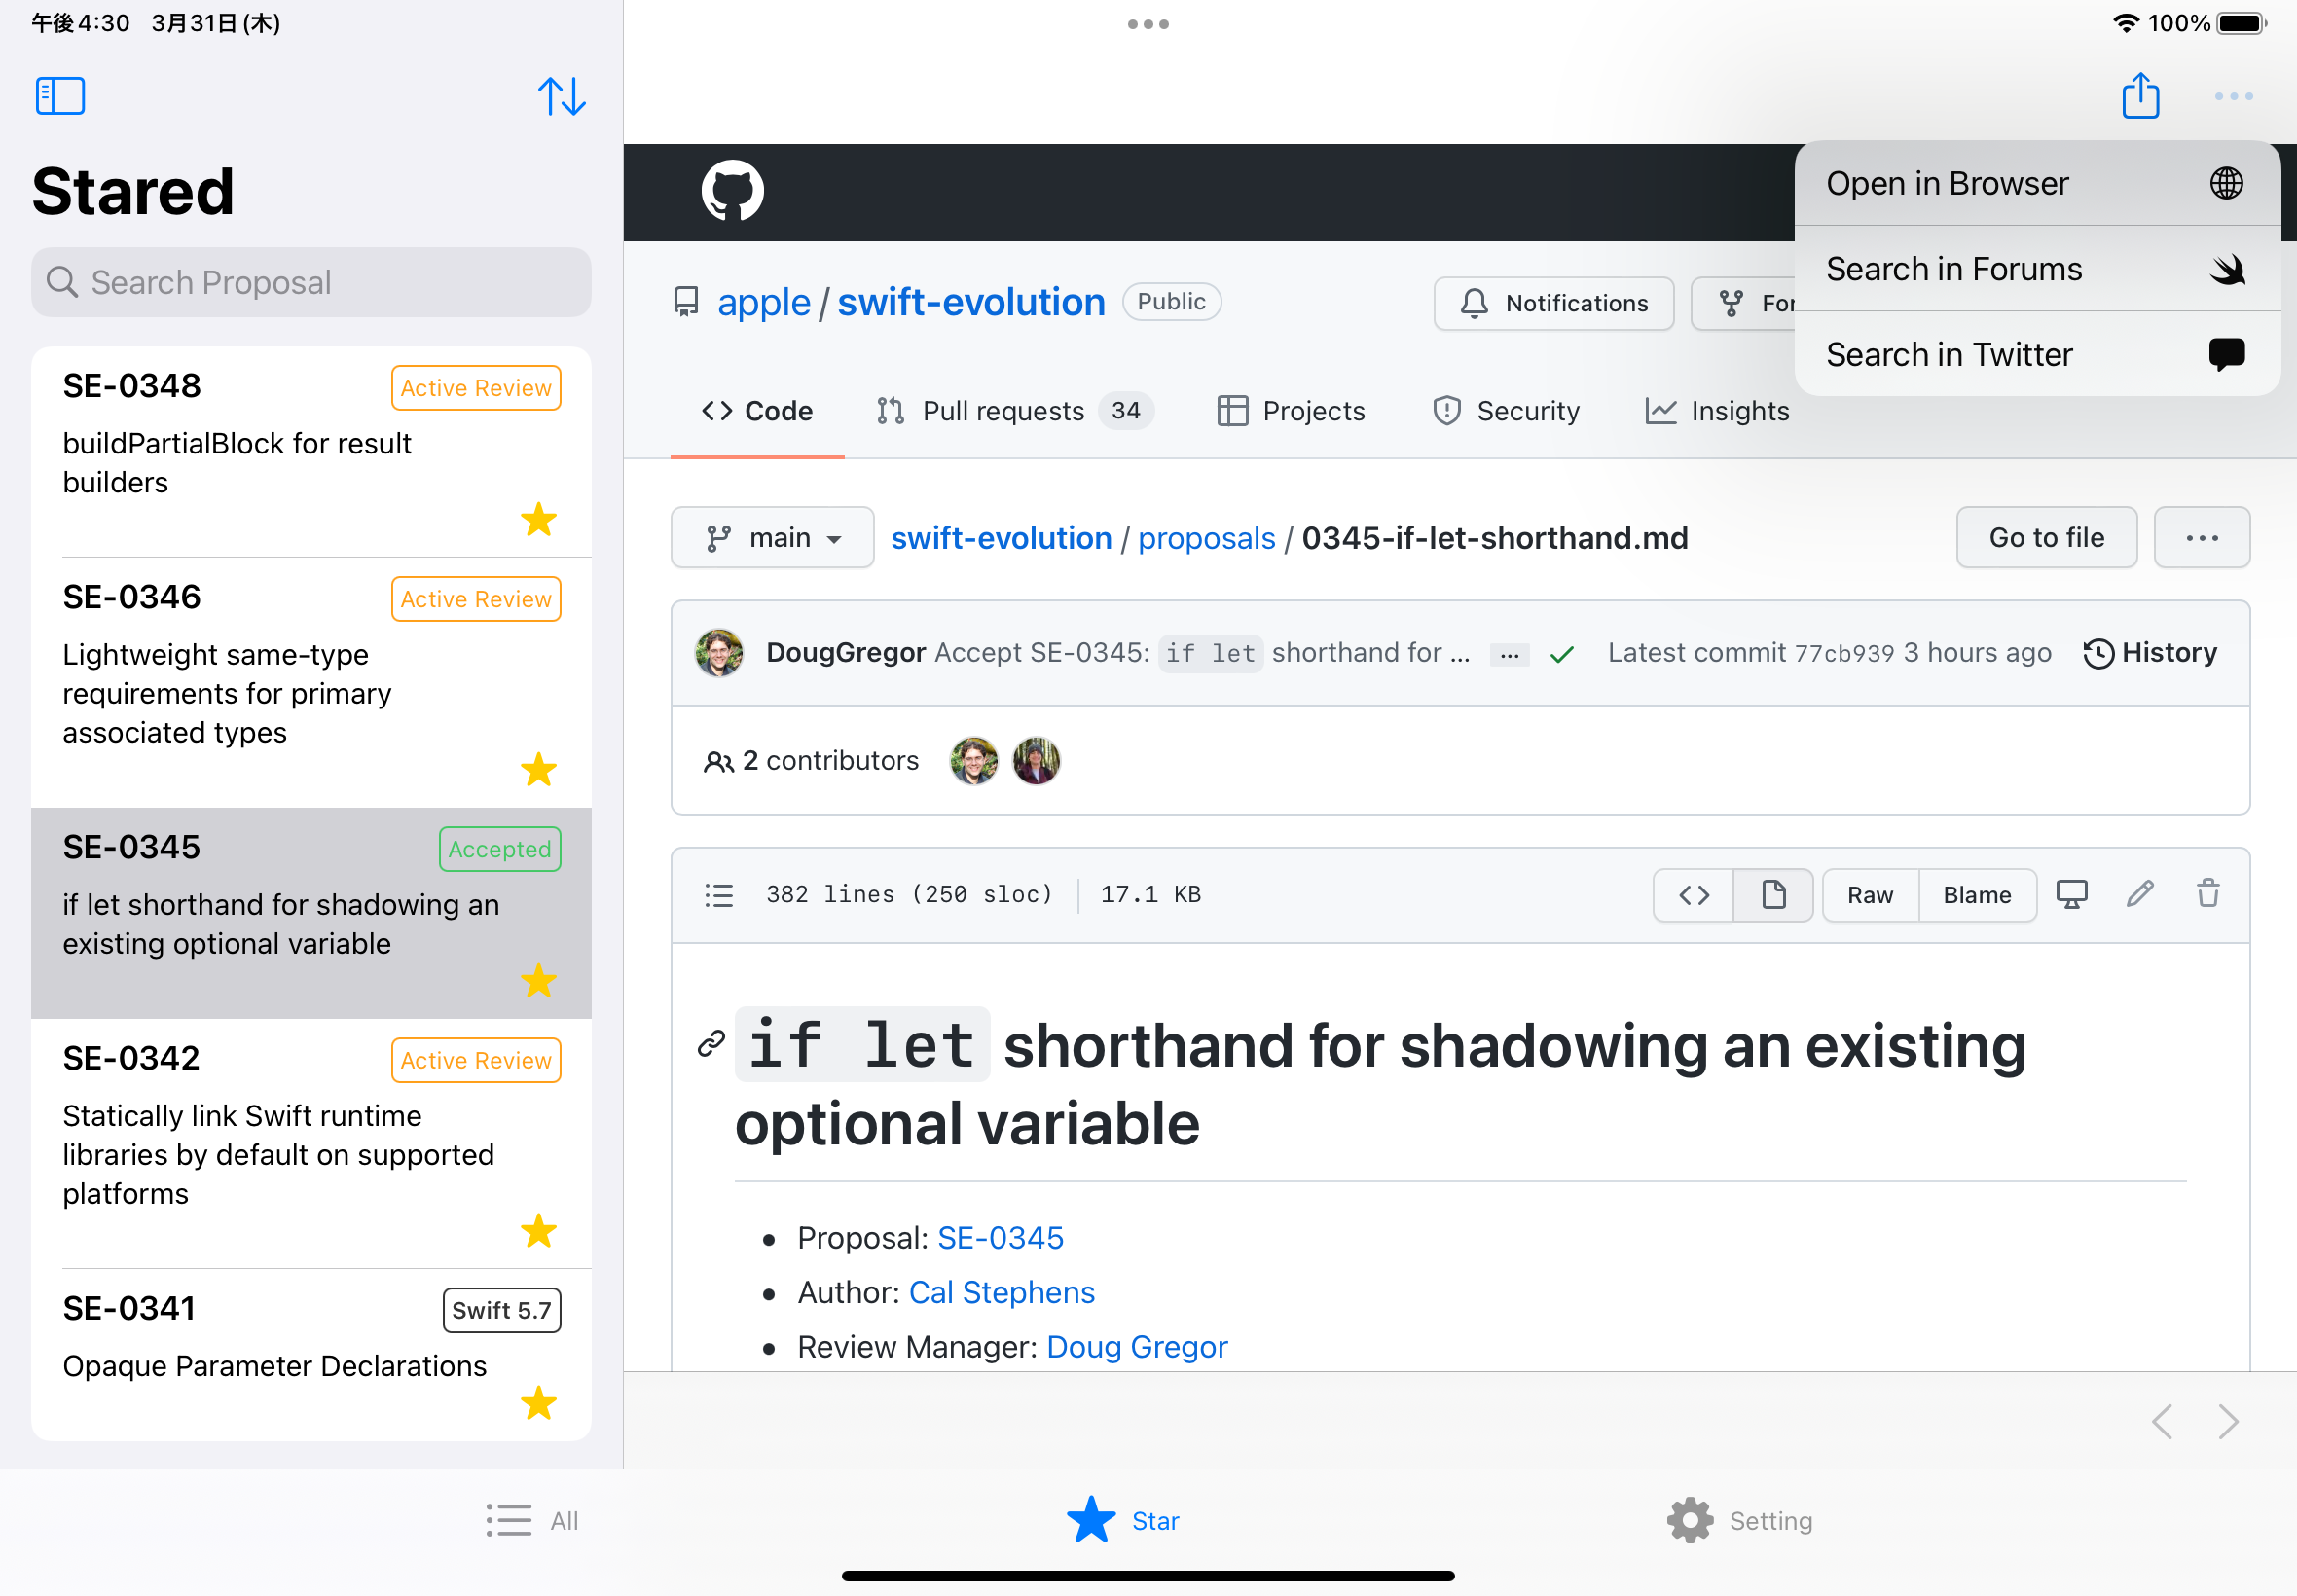 午後4:30 3月31日(木)
100%
Stared
Search Proposal
SE-0348
Active Review
buildPartialBlock for result
builders
SE-0346
Active Review
Lightweight same-type
requirements for primary
associated types
SE-0345
Accepted
if let shorthand for shadowing an
existing optional variable
SE-0342
Active Review
Statically link Swift runtime
libraries by default on supported
platforms
SE-0341
Swift 5.7
Opaque Parameter Declarations
Open in Browser
Search in Forums
Search in Twitter
apple / swift-evolution Public
Notifications
For
Code
Pull requests 34
Projects
Security
Insights
main
swift-evolution / proposals / 0345-if-let-shorthand.md
Go to file
DougGregor Accept SE-0345: if let shorthand for ...
Latest commit 77cb939 3 hours ago
History
2 contributors
382 lines (250 sloc)
17.1 KB
Raw
Blame
if let shorthand for shadowing an existing
optional variable
• Proposal: SE-0345
• Author: Cal Stephens
• Review Manager: Doug Gregor
All
Star
Setting